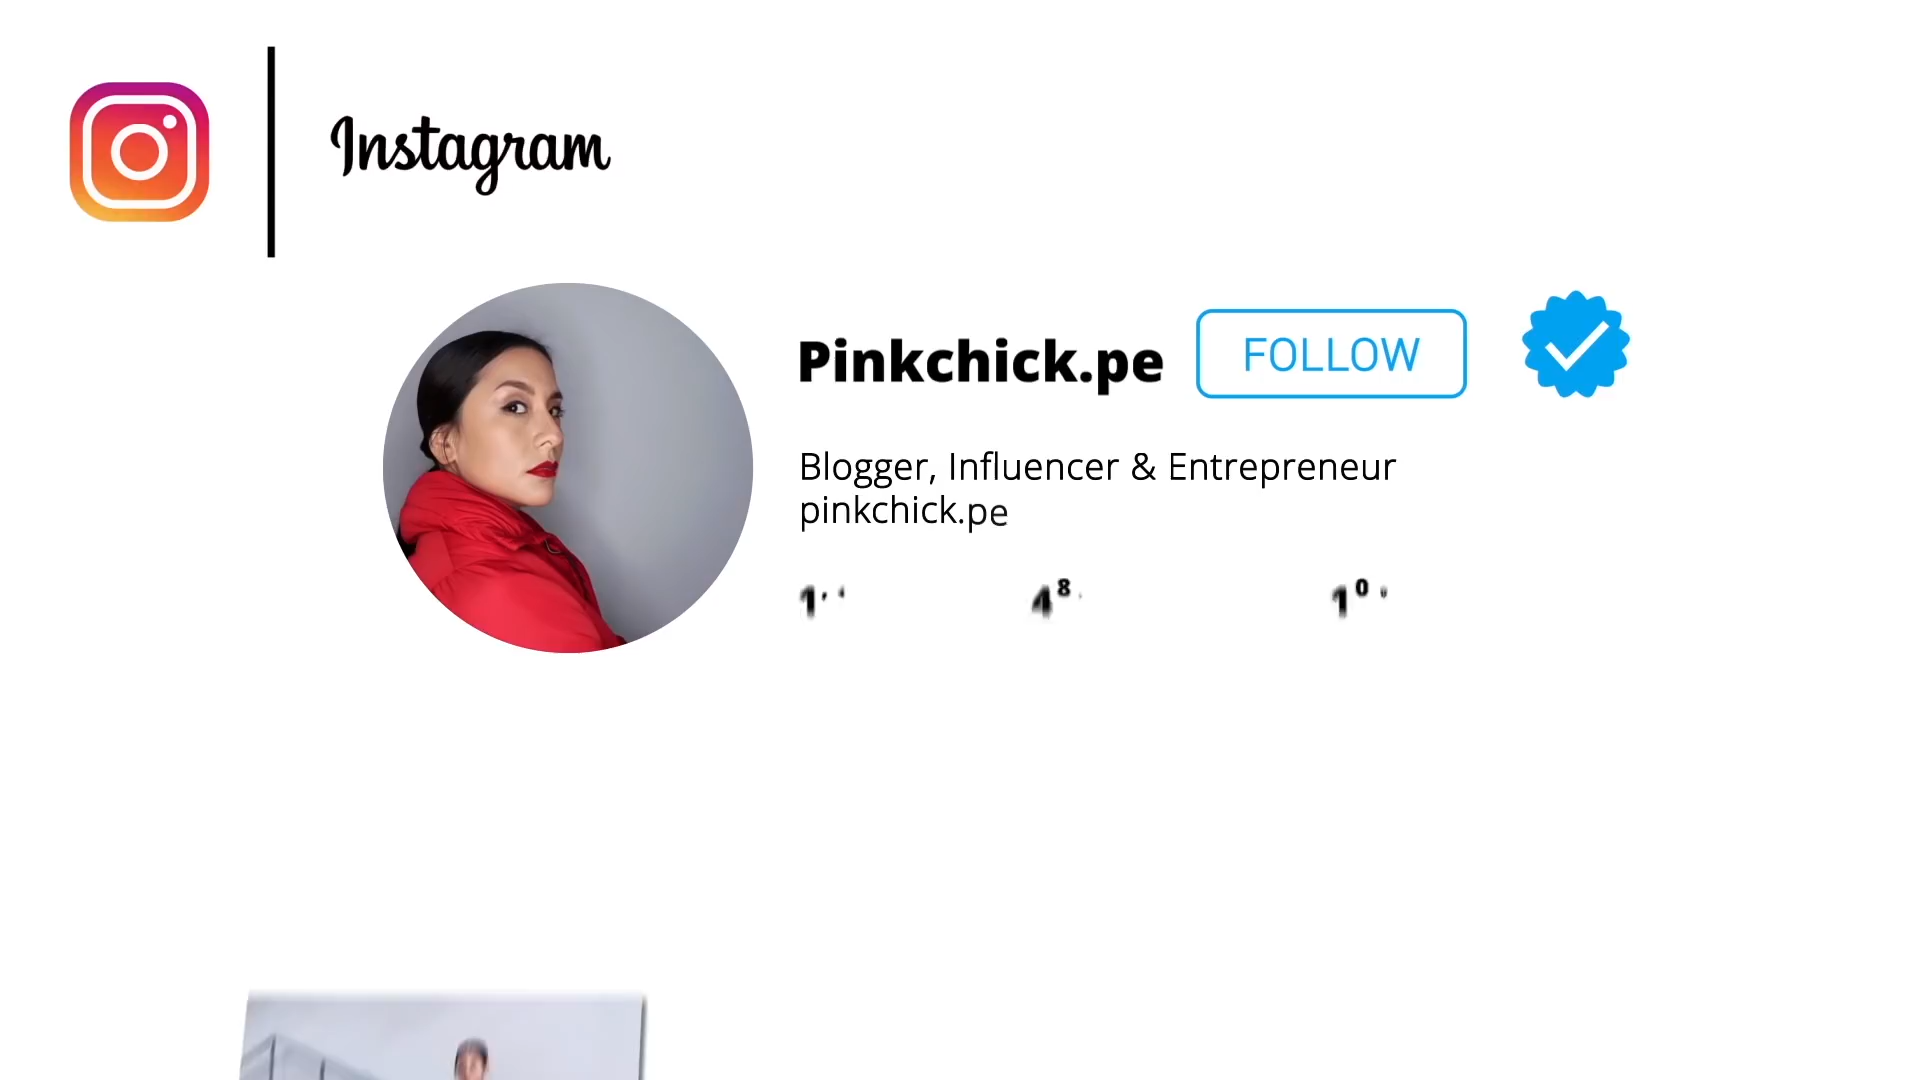 Instagram
Pinkchick.pe
FOLLOW
Blogger, Influencer & Entrepreneur
pinkchick.pe